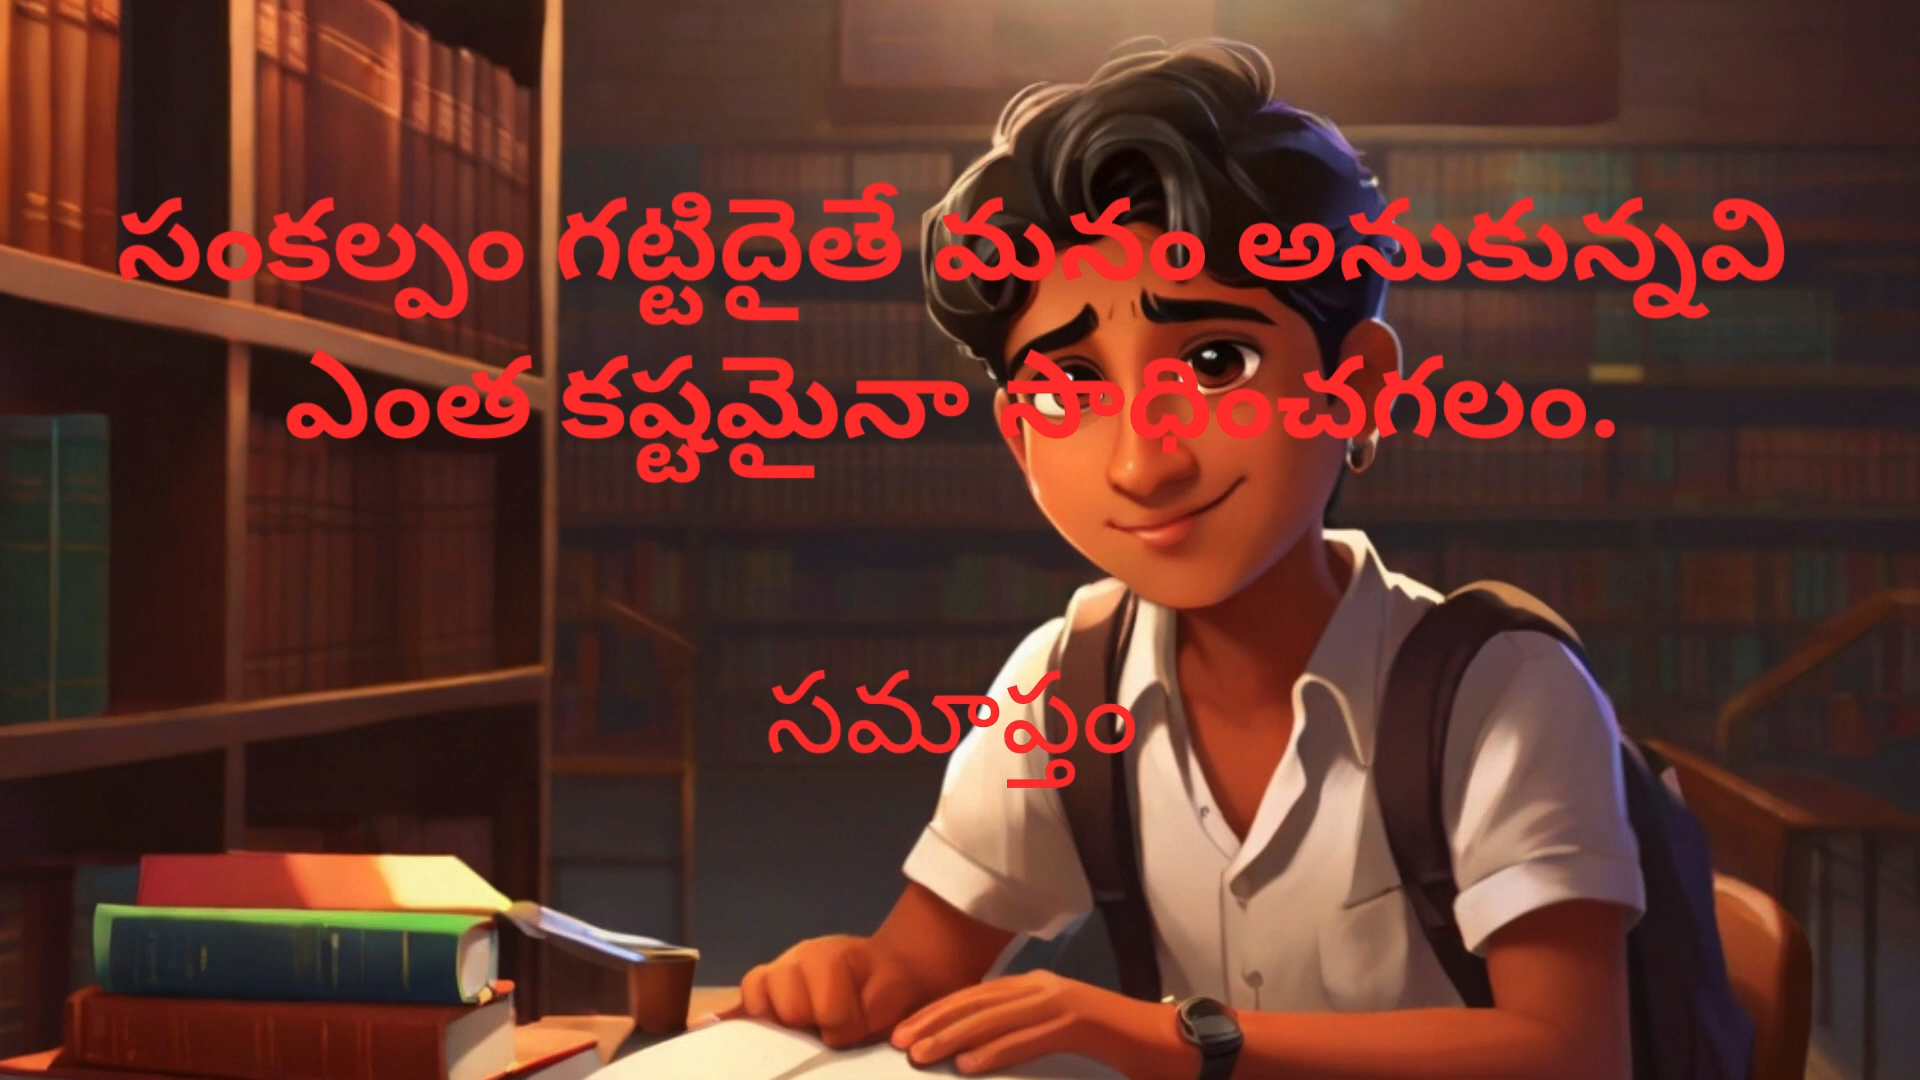 సంకల్పం గట్టిదైతే మనం అనుకున్నవి
ఎంత కష్టమైనా సాధించగలం.
సమాప్తం